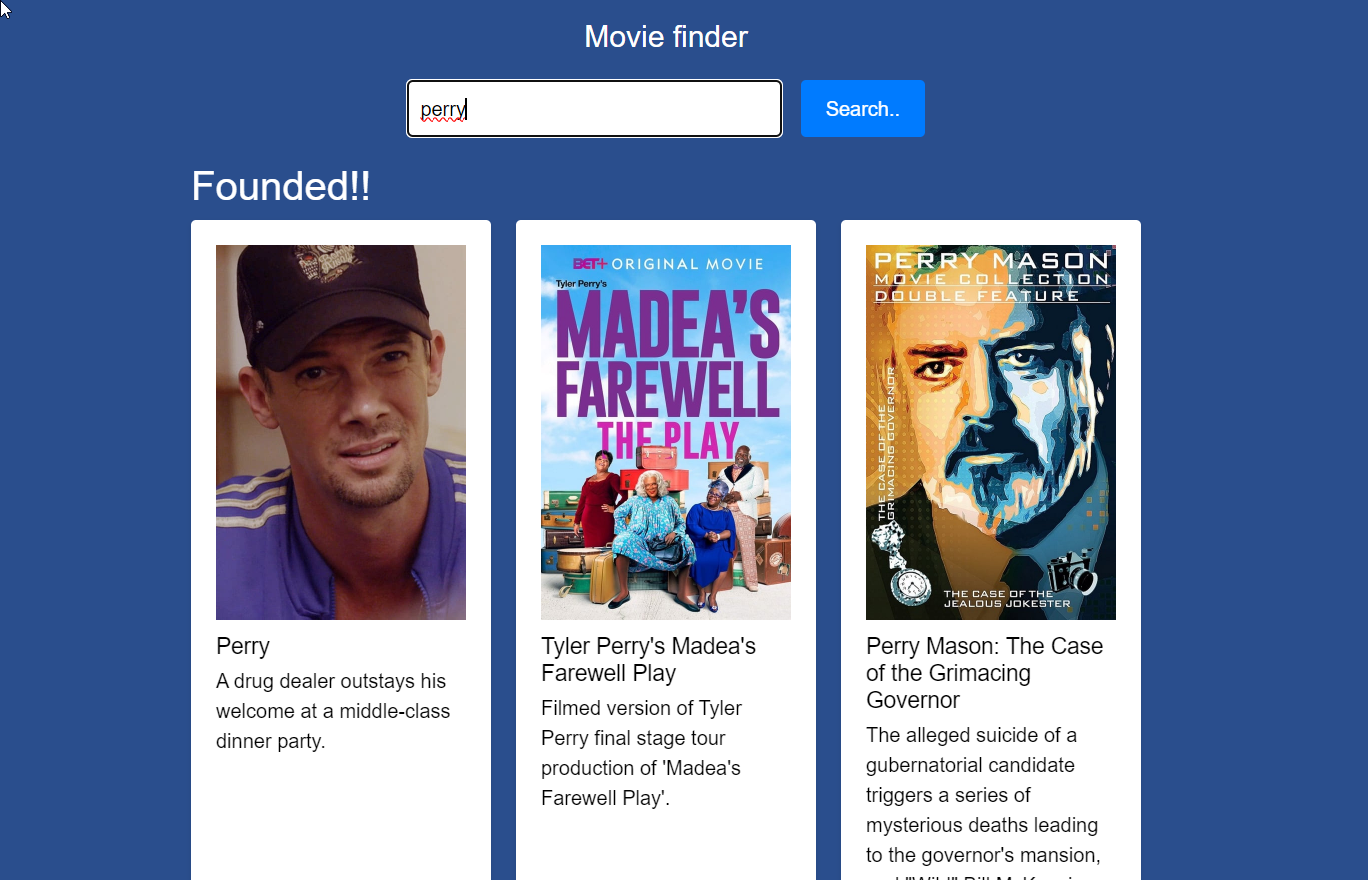 Movie finder
perry
Search..
Founded!!
BET+ ORIGINAL MOVIE
Tyler Perry's
MADEA'S
FAREWELL
THE PLAY
PERRY MASON
MOVIE COLLECTION
DOUBLE FEATURE
THE CASE OF THE
GRIMACING GOVERNOR
THE CASE OF THE
JEALOUS JOKESTER
Perry
A drug dealer outstays his
welcome at a middle-class
dinner party.
Tyler Perry's Madea's
Farewell Play
Filmed version of Tyler
Perry final stage tour
production of 'Madea's
Farewell Play'.
Perry Mason: The Case
of the Grimacing
Governor
The alleged suicide of a
gubernatorial candidate
triggers a series of
mysterious deaths leading
to the governor's mansion,